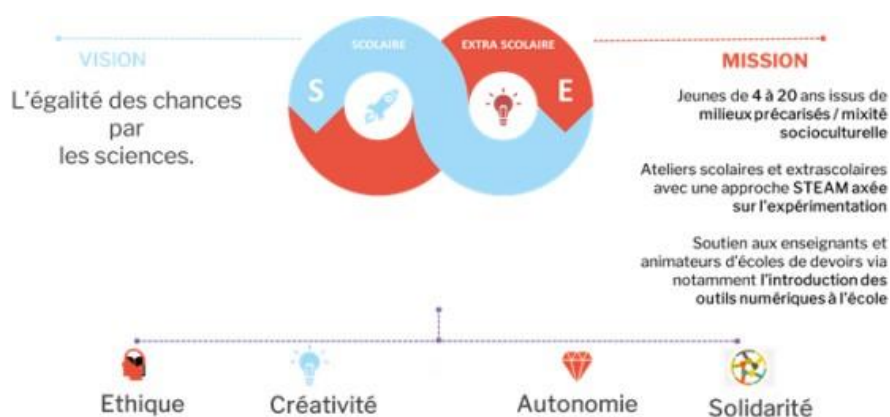 VISION
L'égalité des chances
par
les sciences.
SCOLAIRE
S
EXTRA SCOLAIRE
E
MISSION
Jeunes de 4 à 20 ans issus de
milieux précarisés / mixité
socioculturelle
Ateliers scolaires et extrascolaires
avec une approche STEAM axée
sur l'expérimentation
Soutien aux enseignants et
animateurs d'écoles de devoirs via
notamment l'introduction des
outils numériques à l'école
Ethique
Créativité
Autonomie
Solidarité